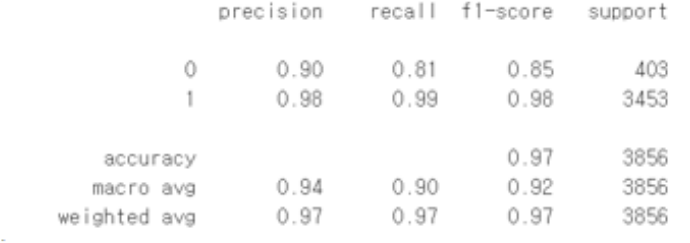 precision recall f1-score support
0 0.90 0.81 0.85 403
1 0.98 0.99 0.98 3453
accuracy 0.97 3856
macro avg 0.94 0.90 0.92 3856
weighted avg 0.97 0.97 0.97 3856